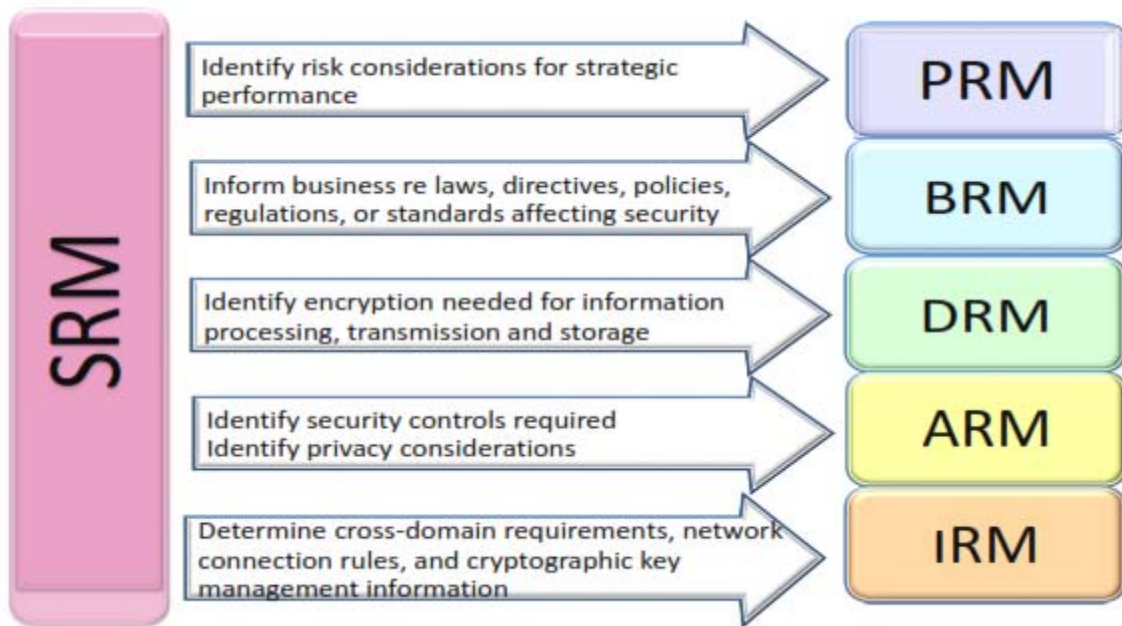 SRM
Identify risk considerations for strategic
performance
PRM
Inform business re laws, directives, policies,
regulations, or standards affecting security
BRM
Identify encryption needed for information
processing, transmission and storage
DRM
Identify security controls required
Identify privacy considerations
ARM
Determine cross-domain requirements, network
connection rules, and cryptographic key
management information
IRM